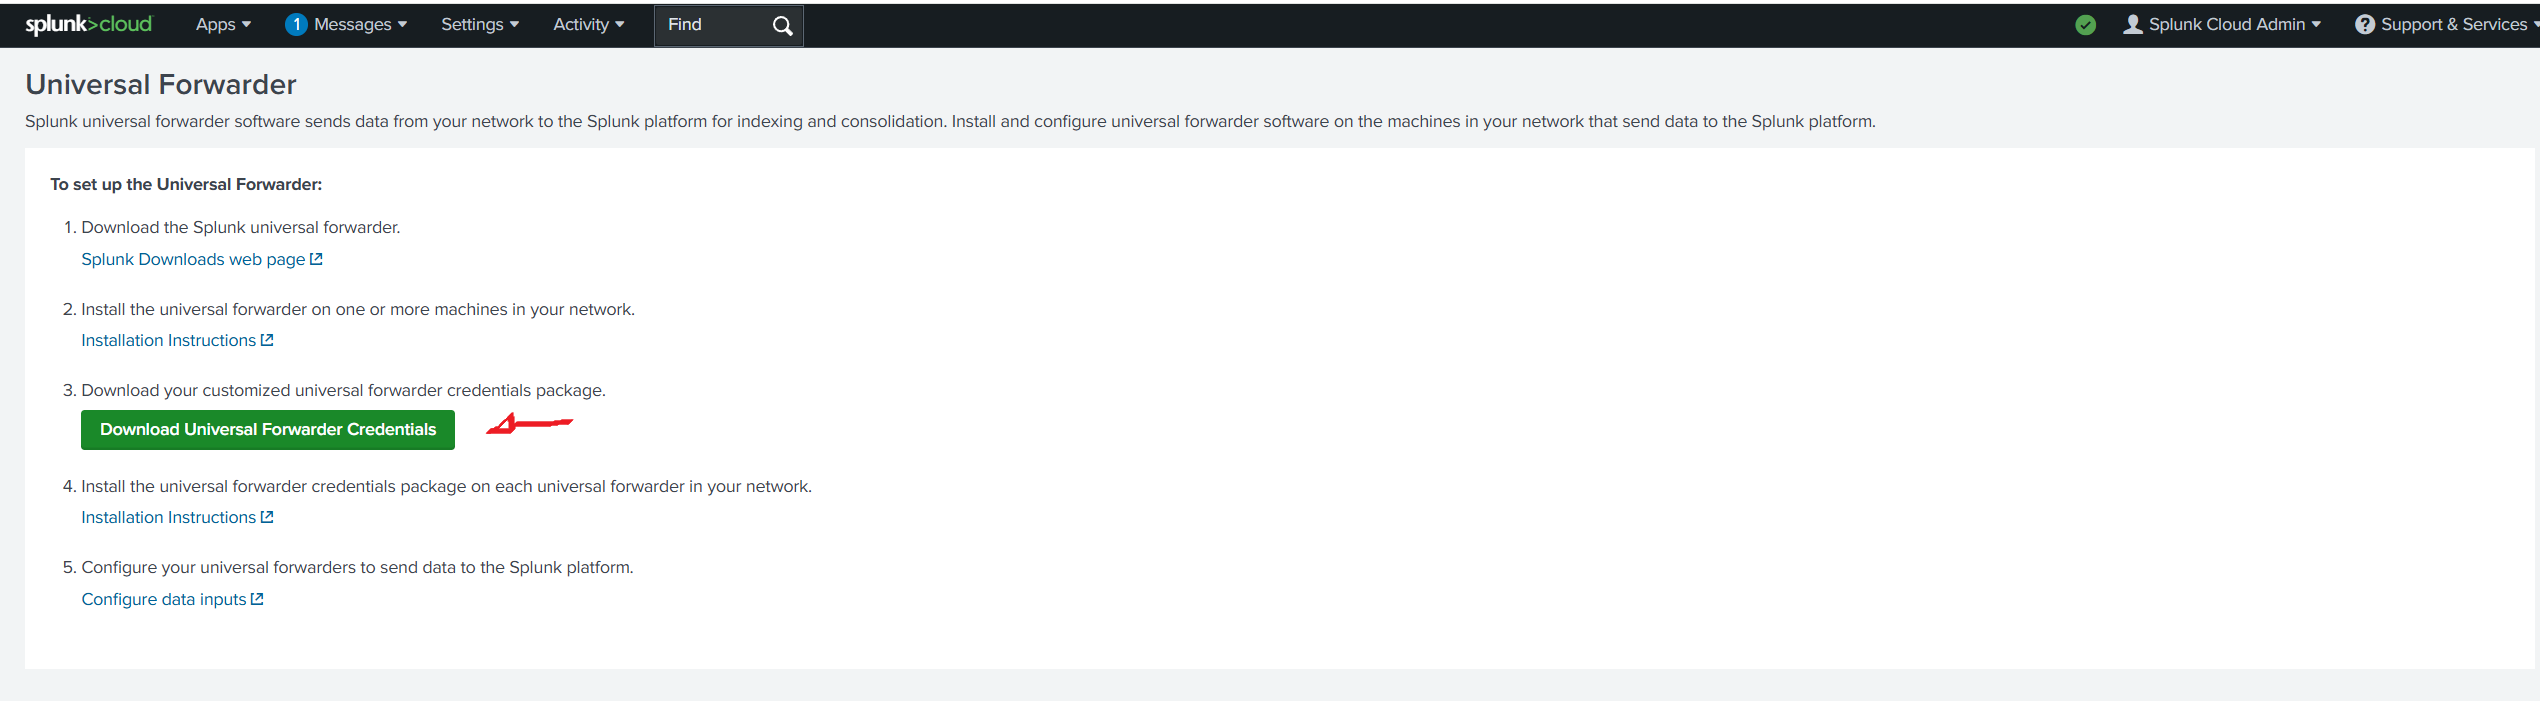 splunk>cloud Apps 1 Messages Settings Activity Find Splunk Cloud Admin ? Support & Services
Universal Forwarder
Splunk universal forwarder software sends data from your network to the Splunk platform for indexing and consolidation. Install and configure universal forwarder software on the machines in your network that send data to the Splunk platform.
To set up the Universal Forwarder:
1. Download the Splunk universal forwarder.
Splunk Downloads web page
2. Install the universal forwarder on one or more machines in your network.
Installation Instructions
3. Download your customized universal forwarder credentials package.
Download Universal Forwarder Credentials
4. Install the universal forwarder credentials package on each universal forwarder in your network.
Installation Instructions
5. Configure your universal forwarders to send data to the Splunk platform.
Configure data inputs